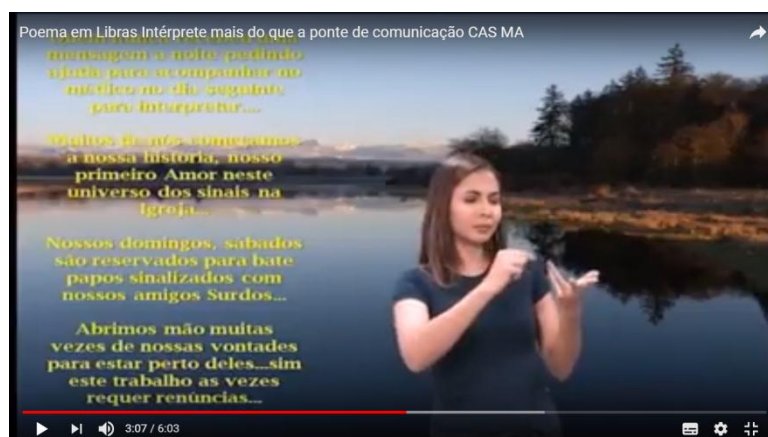 Poema em Libras Intérprete mais do que a ponte de comunicação CAS MA
mensagem a noite pedindo
ajuda para acompanhar no
médico no dia seguinte
para interpretar....
Muitos de nós começamos
a nossa história, nosso
primeiro Amor neste
universo dos sinais na
Igreja...
Nossos domingos, sábados
são reservados para bate
papos sinalizados com
nossos amigos Surdos...
Abrimos mão muitas
vezes de nossas vontades
para estar perto deles...sim
este trabalho as vezes
requer renúncias...
3:07 / 6:03